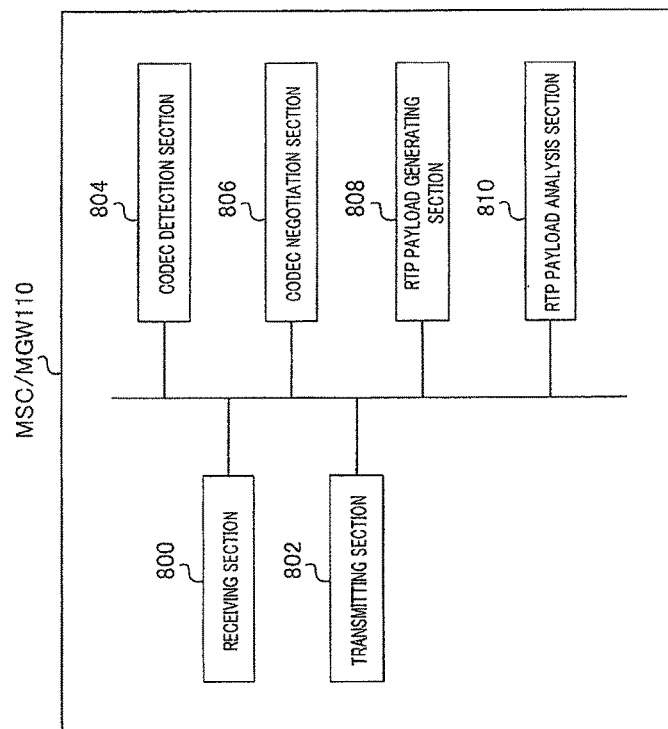 MSC/MGW110
800
RECEIVING SECTION
802
TRANSMITTING SECTION
804
CODEC DETECTION SECTION
806
CODEC NEGOTIATION SECTION
808
RTP PAYLOAD GENERATING
SECTION
810
RTP PAYLOAD ANALYSIS SECTION